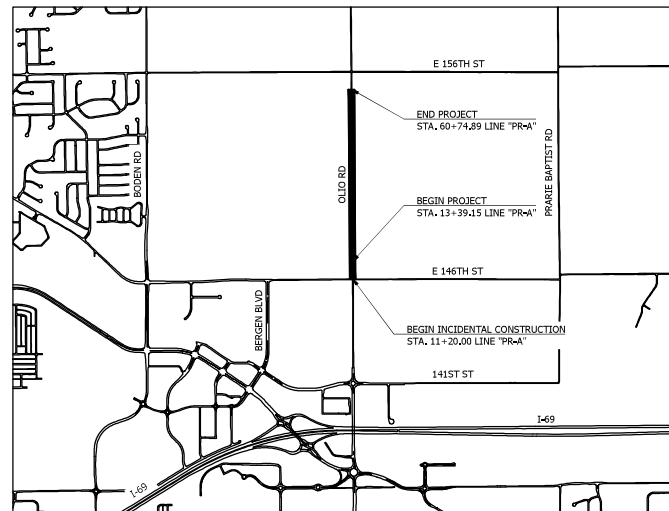 E 156TH ST
END PROJECT
STA. 60+74.89 LINE "PR-A"
BODEN RD
OLIO RD
PRARIE BAPTIST RD
BEGIN PROJECT
STA. 13+39.15 LINE "PR-A"
E 146TH ST
BERGEN BLVD
BEGIN INCIDENTAL CONSTRUCTION
STA. 11+20.00 LINE "PR-A"
141ST ST
I-69
I-69